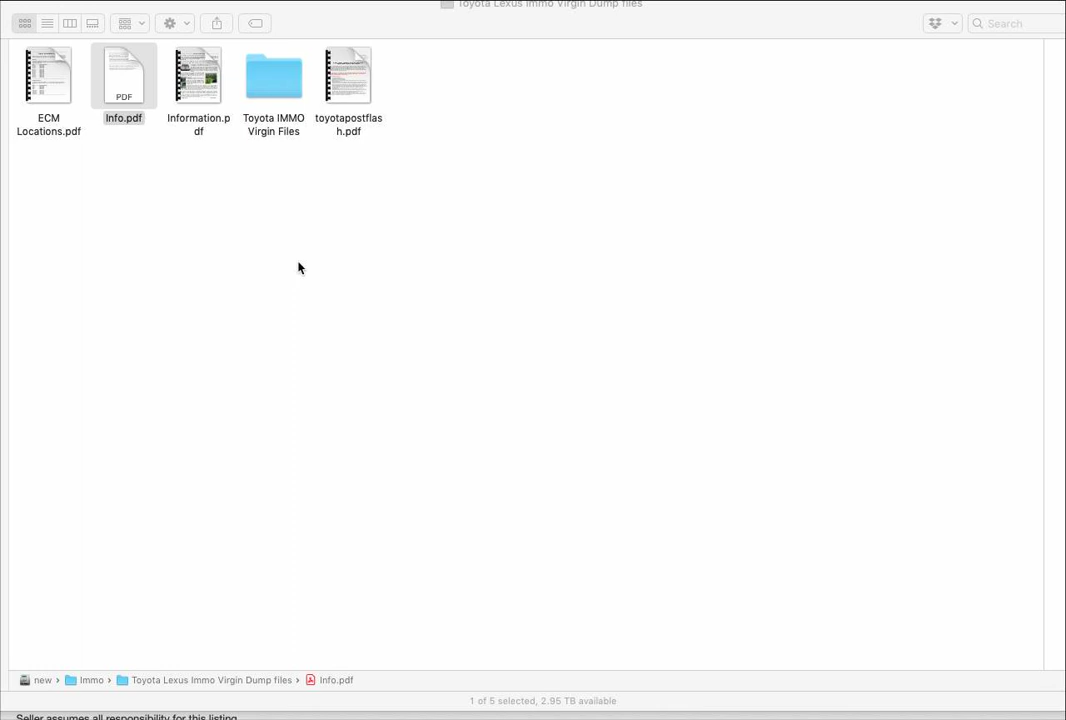 Toyota Lexus Immo Virgin Dump files
Search
PDF
ECM
Locations.pdf
Info.pdf
Information.p
df
Toyota IMMO
Virgin Files
toyotapostflas
h.pdf
new › Immo › Toyota Lexus Immo Virgin Dump files › Info.pdf
1 of 5 selected, 2.95 TB available
Seller assumes all responsibility for this listing.